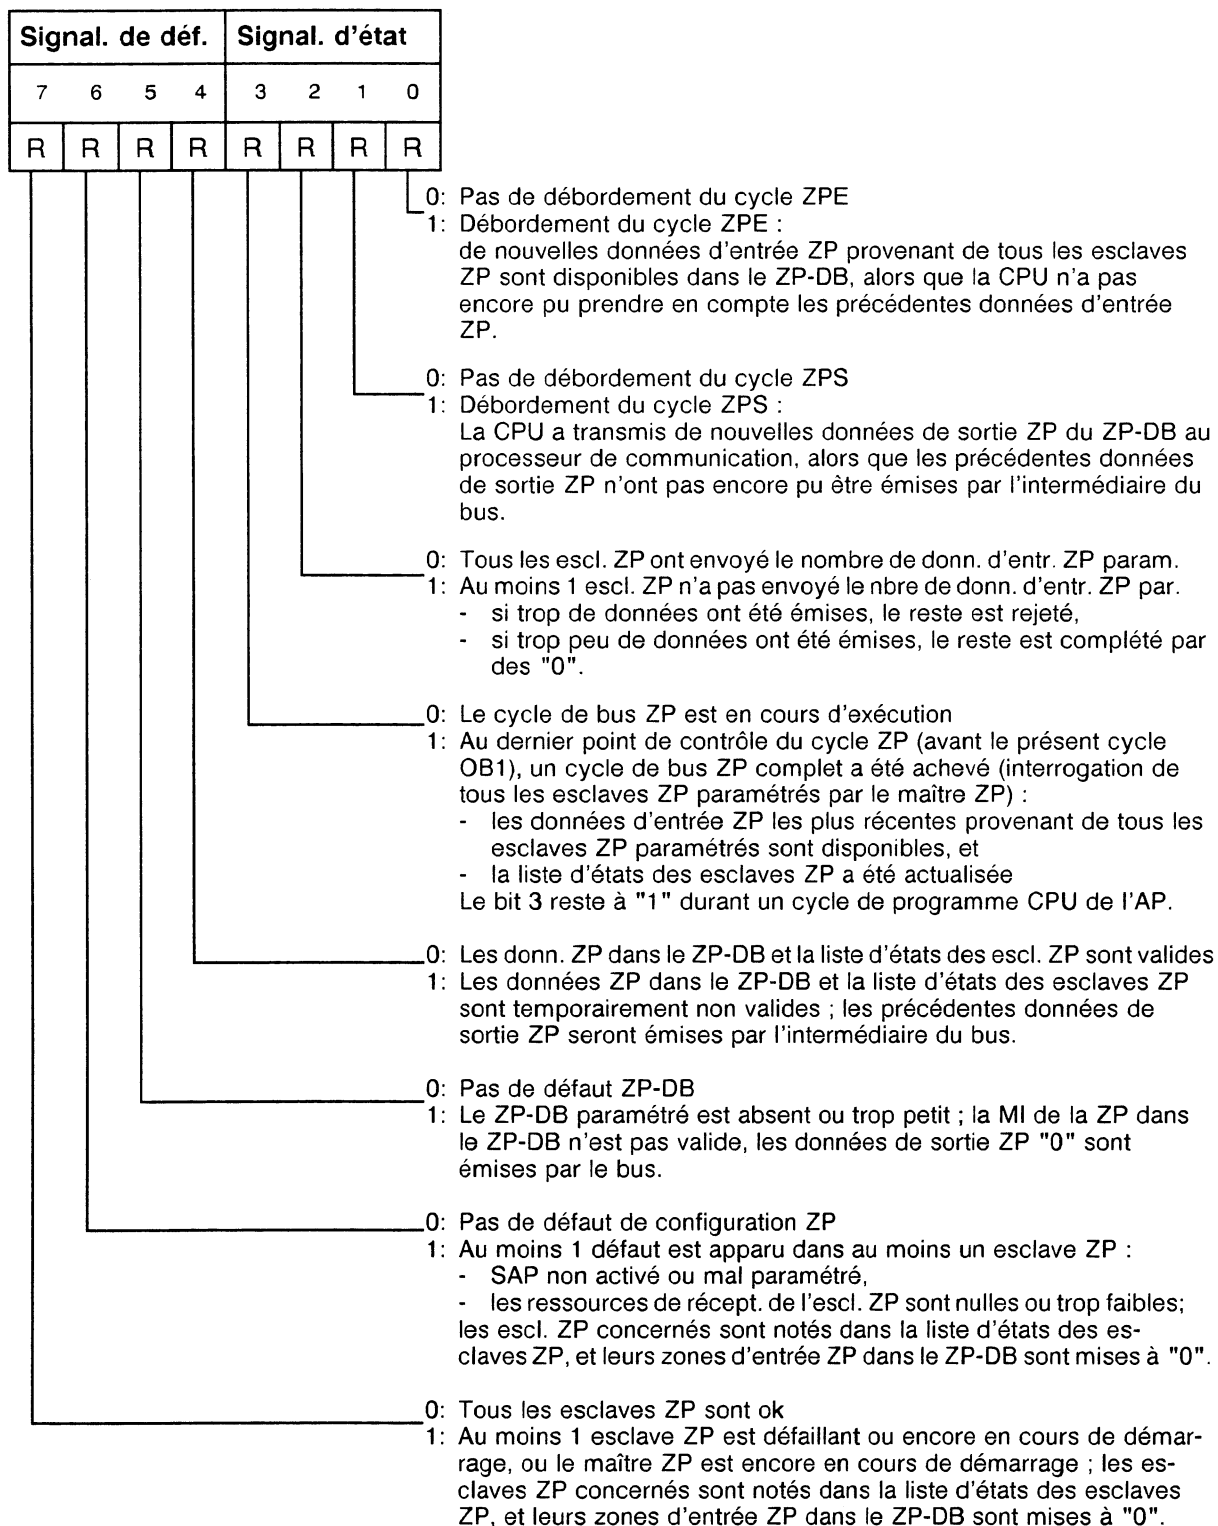 Signal. de déf. Signal. d'état
7 6 5 4 3 2 1 0
R R R R R R R R
0: Pas de débordement du cycle ZPE
1: Débordement du cycle ZPE :
de nouvelles données d'entrée ZP provenant de tous les esclaves
ZP sont disponibles dans le ZP-DB, alors que la CPU n'a pas
encore pu prendre en compte les précédentes données d'entrée
ZP.
0: Pas de débordement du cycle ZPS
1: Débordement du cycle ZPS :
La CPU a transmis de nouvelles données de sortie ZP du ZP-DB au
processeur de communication, alors que les précédentes données
de sortie ZP n'ont pas encore pu être émises par l'intermédiaire du
bus.
0: Tous les escl. ZP ont envoyé le nombre de donn. d'entr. ZP param.
1: Au moins 1 escl. ZP n'a pas envoyé le nbre de donn. d'entr. ZP par.
- si trop de données ont été émises, le reste est rejeté,
- si trop peu de données ont été émises, le reste est complété par
des "0".
0: Le cycle de bus ZP est en cours d'exécution
1: Au dernier point de contrôle du cycle ZP (avant le présent cycle
OB1), un cycle de bus ZP complet a été achevé (interrogation de
tous les esclaves ZP paramétrés par le maître ZP) :
- les données d'entrée ZP les plus récentes provenant de tous les
esclaves ZP paramétrés sont disponibles, et
- la liste d'états des esclaves ZP a été actualisée
Le bit 3 reste à "1" durant un cycle de programme CPU de l'AP.
0: Les donn. ZP dans le ZP-DB et la liste d'états des escl. ZP sont valides
1: Les données ZP dans le ZP-DB et la liste d'états des esclaves ZP
sont temporairement non valides ; les précédentes données de
sortie ZP seront émises par l'intermédiaire du bus.
0: Pas de défaut ZP-DB
1: Le ZP-DB paramétré est absent ou trop petit ; la MI de la ZP dans
le ZP-DB n'est pas valide, les données de sortie ZP "0" sont
émises par le bus.
0: Pas de défaut de configuration ZP
1: Au moins 1 défaut est apparu dans au moins un esclave ZP :
- SAP non activé ou mal paramétré,
- les ressources de récept. de l'escl. ZP sont nulles ou trop faibles;
les escl. ZP concernés sont notés dans la liste d'états des es-
claves ZP, et leurs zones d'entrée ZP dans le ZP-DB sont mises à "0".
0: Tous les esclaves ZP sont ok
1: Au moins 1 esclave ZP est défaillant ou encore en cours de démar-
rage, ou le maître ZP est encore en cours de démarrage ; les es-
claves ZP concernés sont notés dans la liste d'états des esclaves
ZP, et leurs zones d'entrée ZP dans le ZP-DB sont mises à "0".